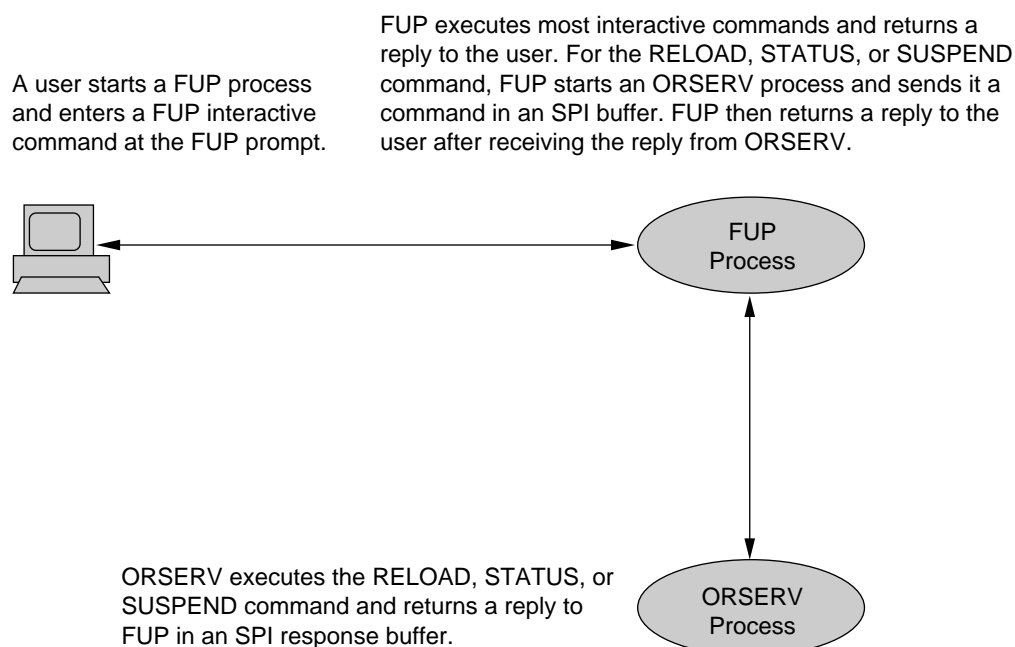 FUP executes most interactive commands and returns a
reply to the user. For the RELOAD, STATUS, or SUSPEND
command, FUP starts an ORSERV process and sends it a
command in an SPI buffer. FUP then returns a reply to the
user after receiving the reply from ORSERV.
A user starts a FUP process
and enters a FUP interactive
command at the FUP prompt.
FUP
Process
ORSERV executes the RELOAD, STATUS, or
SUSPEND command and returns a reply to
FUP in an SPI response buffer.
ORSERV
Process